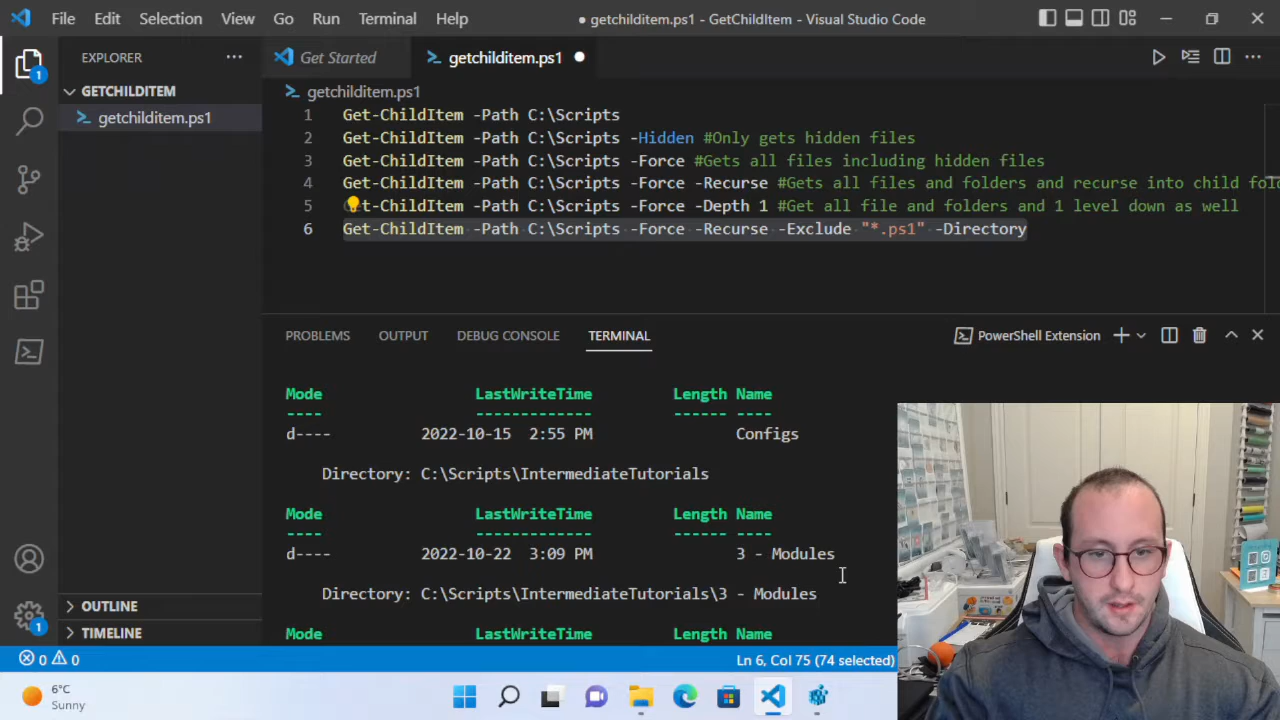 File Edit Selection View Go Run Terminal Help
● getchilditem.ps1 - GetChildItem - Visual Studio Code
EXPLORER
Get Started
getchilditem.ps1
GETCHILDITEM
getchilditem.ps1
getchilditem.ps1
1 Get-ChildItem -Path C:\Scripts
2 Get-ChildItem -Path C:\Scripts -Hidden #Only gets hidden files
3 Get-ChildItem -Path C:\Scripts -Force #Gets all files including hidden files
4 Get-ChildItem -Path C:\Scripts -Force -Recurse #Gets all files and folders and recurse into child fol
5 Get-ChildItem -Path C:\Scripts -Force -Depth 1 #Get all file and folders and 1 level down as well
6 Get-ChildItem -Path C:\Scripts -Force -Recurse -Exclude "*.ps1" -Directory
PROBLEMS OUTPUT DEBUG CONSOLE TERMINAL
PowerShell Extension
Mode LastWriteTime Length Name
---- ------------- ------ ----
d---- 2022-10-15 2:55 PM Configs
Directory: C:\Scripts\IntermediateTutorials
Mode LastWriteTime Length Name
---- ------------- ------ ----
d---- 2022-10-22 3:09 PM 3 - Modules
Directory: C:\Scripts\IntermediateTutorials\3 - Modules
Mode LastWriteTime Length Name
1
1
OUTLINE
TIMELINE
0 0
Ln 6, Col 75 (74 selected)
6°C
Sunny